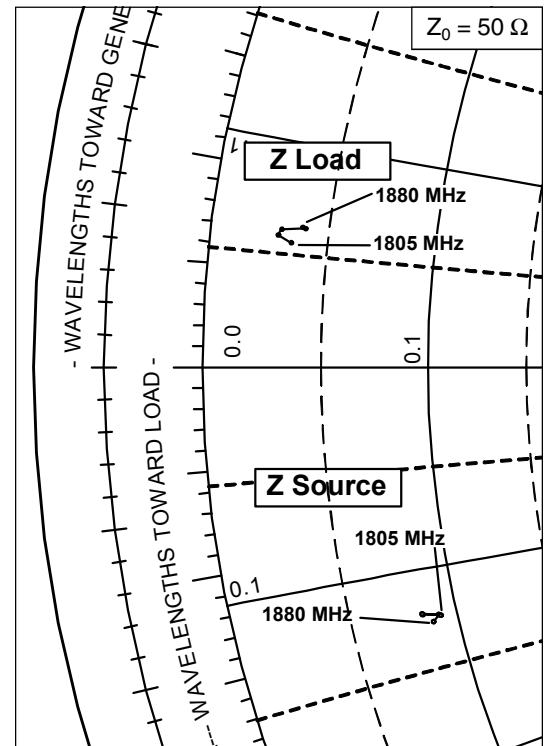 Z₀ = 50 Ω
- WAVELENGTHS TOWARD GENE
Z Load
1880 MHz
1805 MHz
0.0
0.1
- WAVELENGTHS TOWARD LOAD -
Z Source
1805 MHz
0.1
1880 MHz